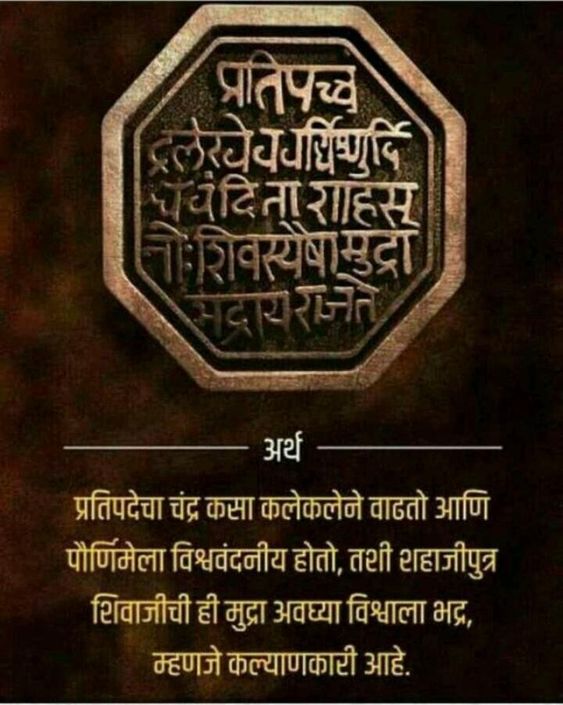 प्रतिपच्च
द्रलेखेववर्धिष्णुर्वि
श्ववंदिता शाहसू
नोःशिवस्यैषामुद्रा
भद्रायराजते
अर्थ
प्रतिपदेचा चंद्र कसा कलेकलेने वाढतो आणि
पौर्णिमेला विश्ववंदनीय होतो, तशी शहाजीपुत्र
शिवाजीची ही मुद्रा अवघ्या विश्वाला भद्र,
म्हणजे कल्याणकारी आहे.